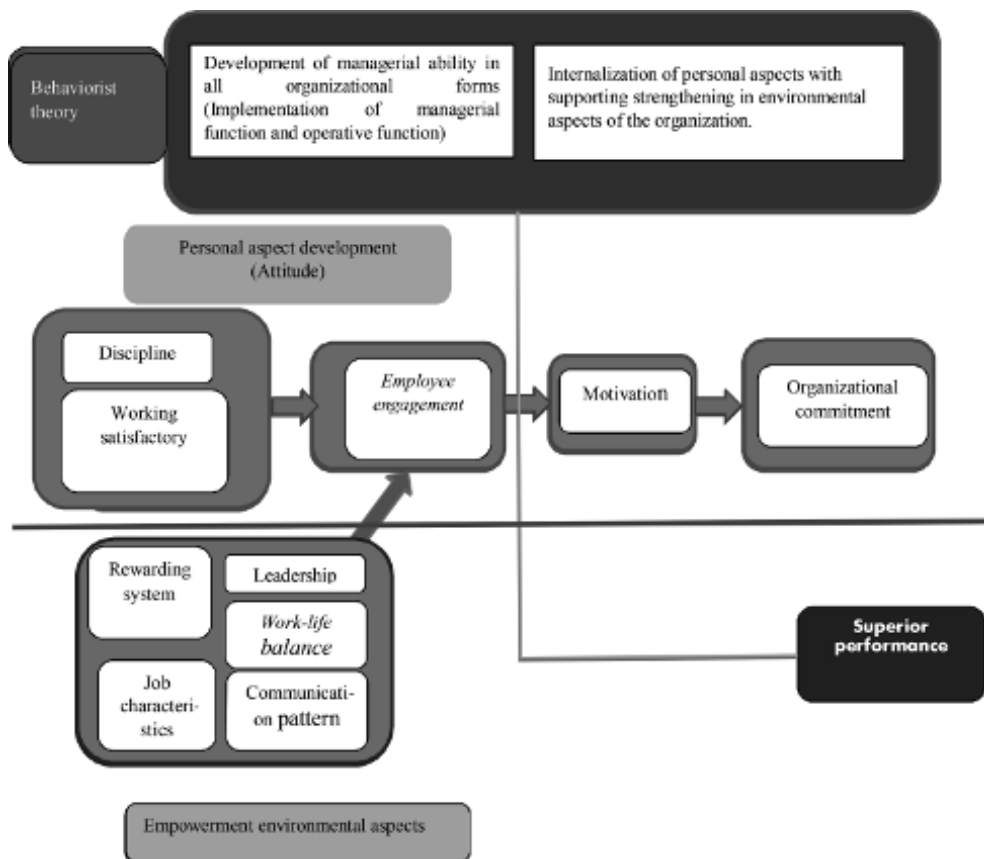 Behaviorist
theory
Development of managerial ability in
all organizational forms
(Implementation of managerial
function and operative function)
Internalization of personal aspects with
supporting strengthening in environmental
aspects of the organization.
Personal aspect development
(Attitude)
Discipline
Working
satisfactory
Employee
engagement
Motivation
Organizational
commitment
Rewarding
system
Leadership
Work-life
balance
Job
characteri-
stics
Communicati-
on pattern
Superior
performance
Empowerment environmental aspects